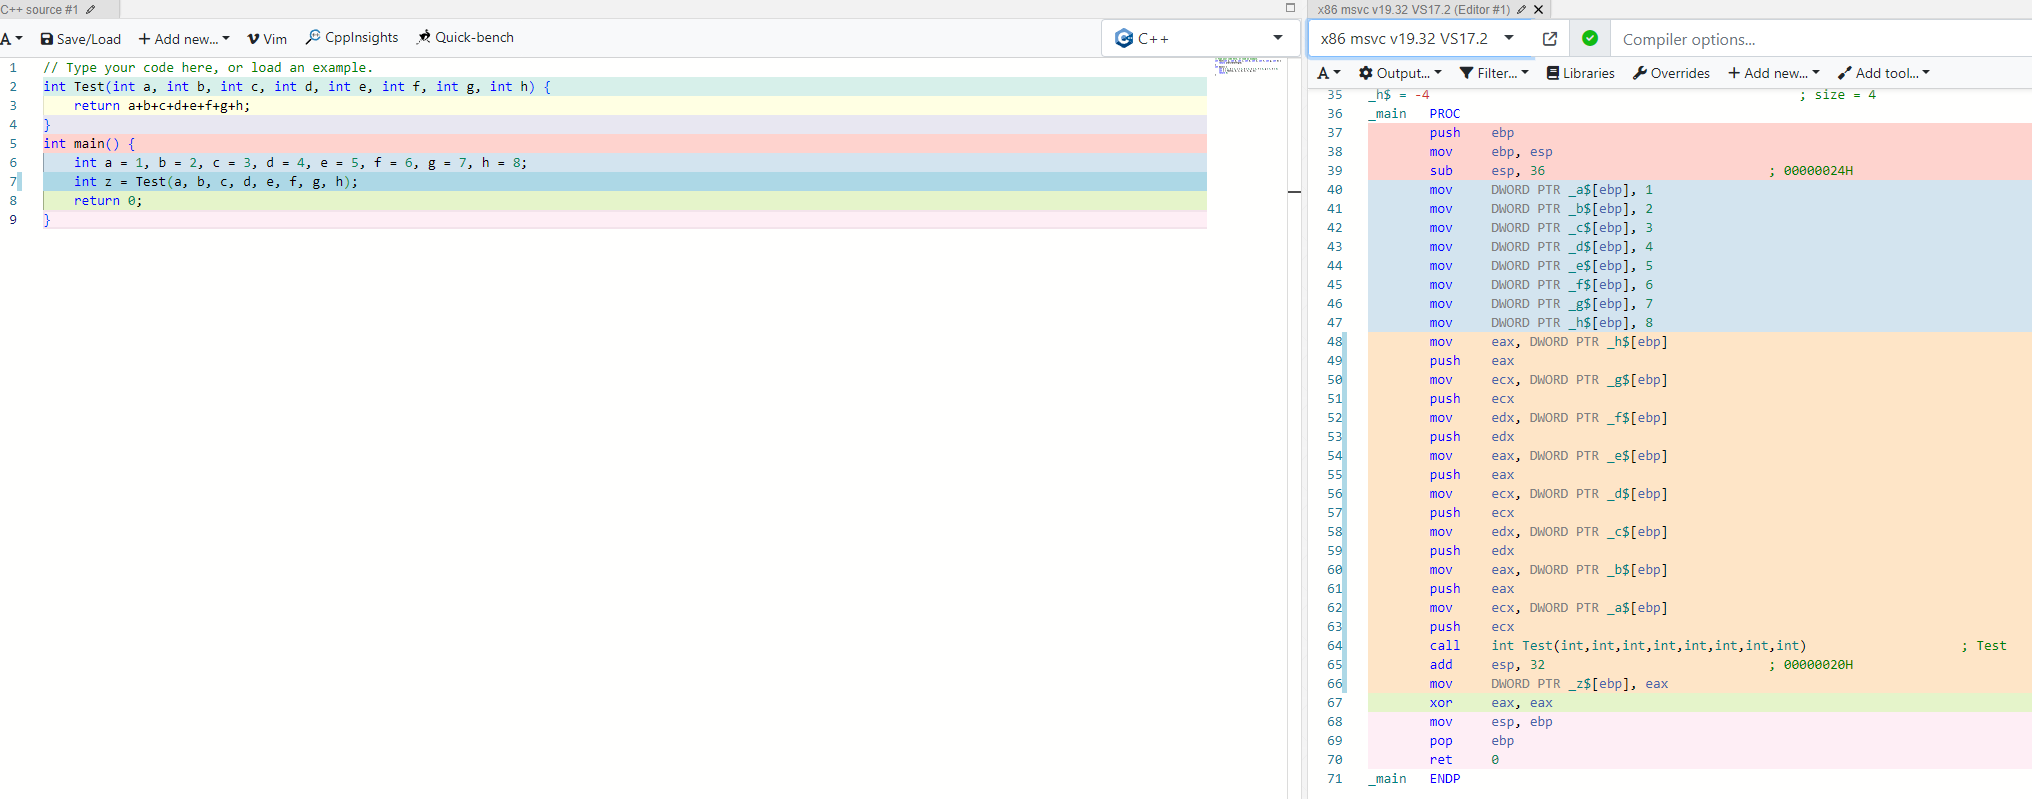 C++ source #1
A Save/Load + Add new... Vim CppInsights Quick-bench C++
1 // Type your code here, or load an example.
2 int Test(int a, int b, int c, int d, int e, int f, int g, int h) {
3 return a+b+c+d+e+f+g+h;
4 }
5 int main() {
6 int a = 1, b = 2, c = 3, d = 4, e = 5, f = 6, g = 7, h = 8;
7 int z = Test(a, b, c, d, e, f, g, h);
8 return 0;
9 }
x86 msvc v19.32 VS17.2 (Editor #1)
x86 msvc v19.32 VS17.2 Compiler options...
A Output... Filter... Libraries Overrides + Add new... Add tool...
35 _h$ = -4 ; size = 4
36 _main PROC
37 push ebp
38 mov ebp, esp
39 sub esp, 36 ; 00000024H
40 mov DWORD PTR _a$[ebp], 1
41 mov DWORD PTR _b$[ebp], 2
42 mov DWORD PTR _c$[ebp], 3
43 mov DWORD PTR _d$[ebp], 4
44 mov DWORD PTR _e$[ebp], 5
45 mov DWORD PTR _f$[ebp], 6
46 mov DWORD PTR _g$[ebp], 7
47 mov DWORD PTR _h$[ebp], 8
48 mov eax, DWORD PTR _h$[ebp]
49 push eax
50 mov ecx, DWORD PTR _g$[ebp]
51 push ecx
52 mov edx, DWORD PTR _f$[ebp]
53 push edx
54 mov eax, DWORD PTR _e$[ebp]
55 push eax
56 mov ecx, DWORD PTR _d$[ebp]
57 push ecx
58 mov edx, DWORD PTR _c$[ebp]
59 push edx
60 mov eax, DWORD PTR _b$[ebp]
61 push eax
62 mov ecx, DWORD PTR _a$[ebp]
63 push ecx
64 call int Test(int,int,int,int,int,int,int,int) ; Test
65 add esp, 32 ; 00000020H
66 mov DWORD PTR _z$[ebp], eax
67 xor eax, eax
68 mov esp, ebp
69 pop ebp
70 ret 0
71 _main ENDP